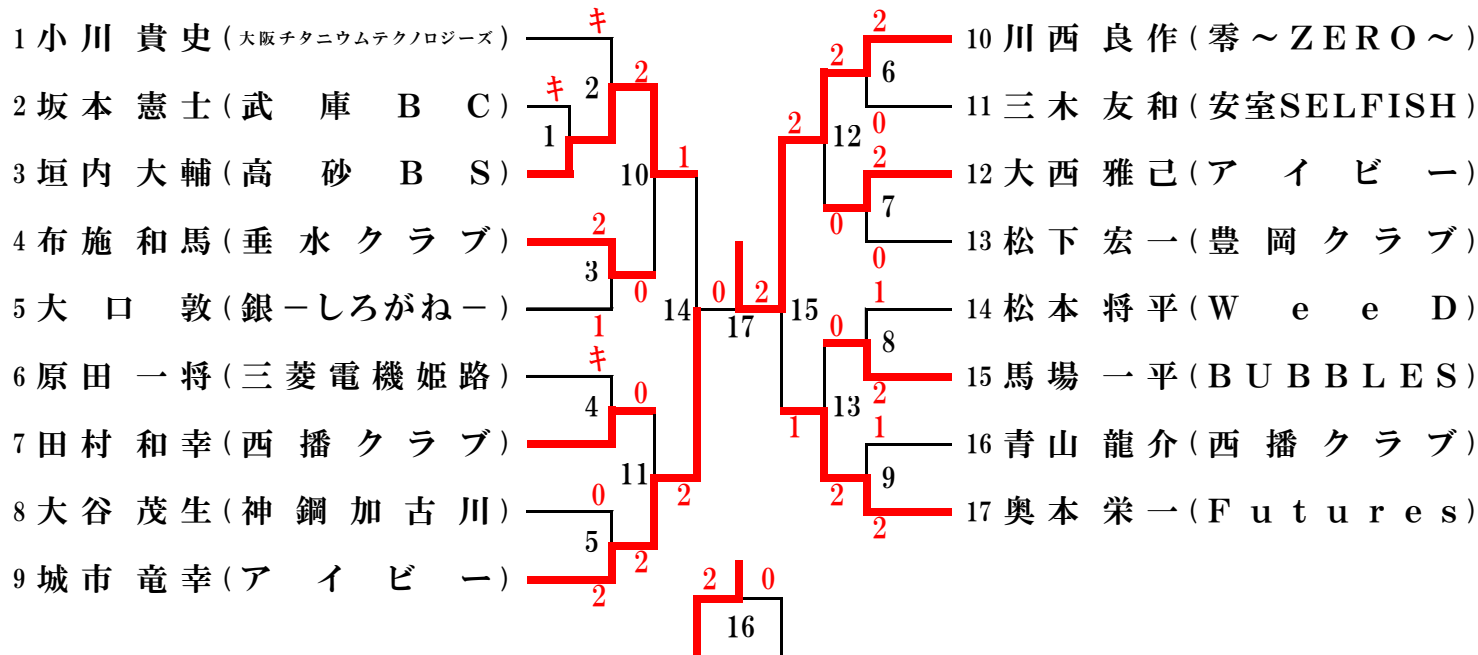 1 小川 貴史 (大阪チタニウムテクノロジーズ)
2 坂本 憲士 (武庫BC)
3 垣内 大輔 (高砂BS)
4 布施 和馬 (垂水クラブ)
5 大口 敦 (銀－しろがね－)
6 原田 一将 (三菱電機姫路)
7 田村 和幸 (西播クラブ)
8 大谷 茂生 (神鋼加古川)
9 城市 竜幸 (アイビー)
キ
キ
1
2
2
2
3
1
0
10
1
キ
4
0
0
5
2
2
11
2
14
0
17
2
15
2
12
2
2
6
0
2
7
0
0
1
8
2
0
13
1
1
9
2
2
10 川西 良作 (零～ZERO～)
11 三木 友和 (安室SELFISH)
12 大西 雅己 (アイビー)
13 松下 宏一 (豊岡クラブ)
14 松本 将平 (WeeD)
15 馬場 一平 (BUBBLES)
16 青山 龍介 (西播クラブ)
17 奥本 栄一 (Futures)
2 0
16